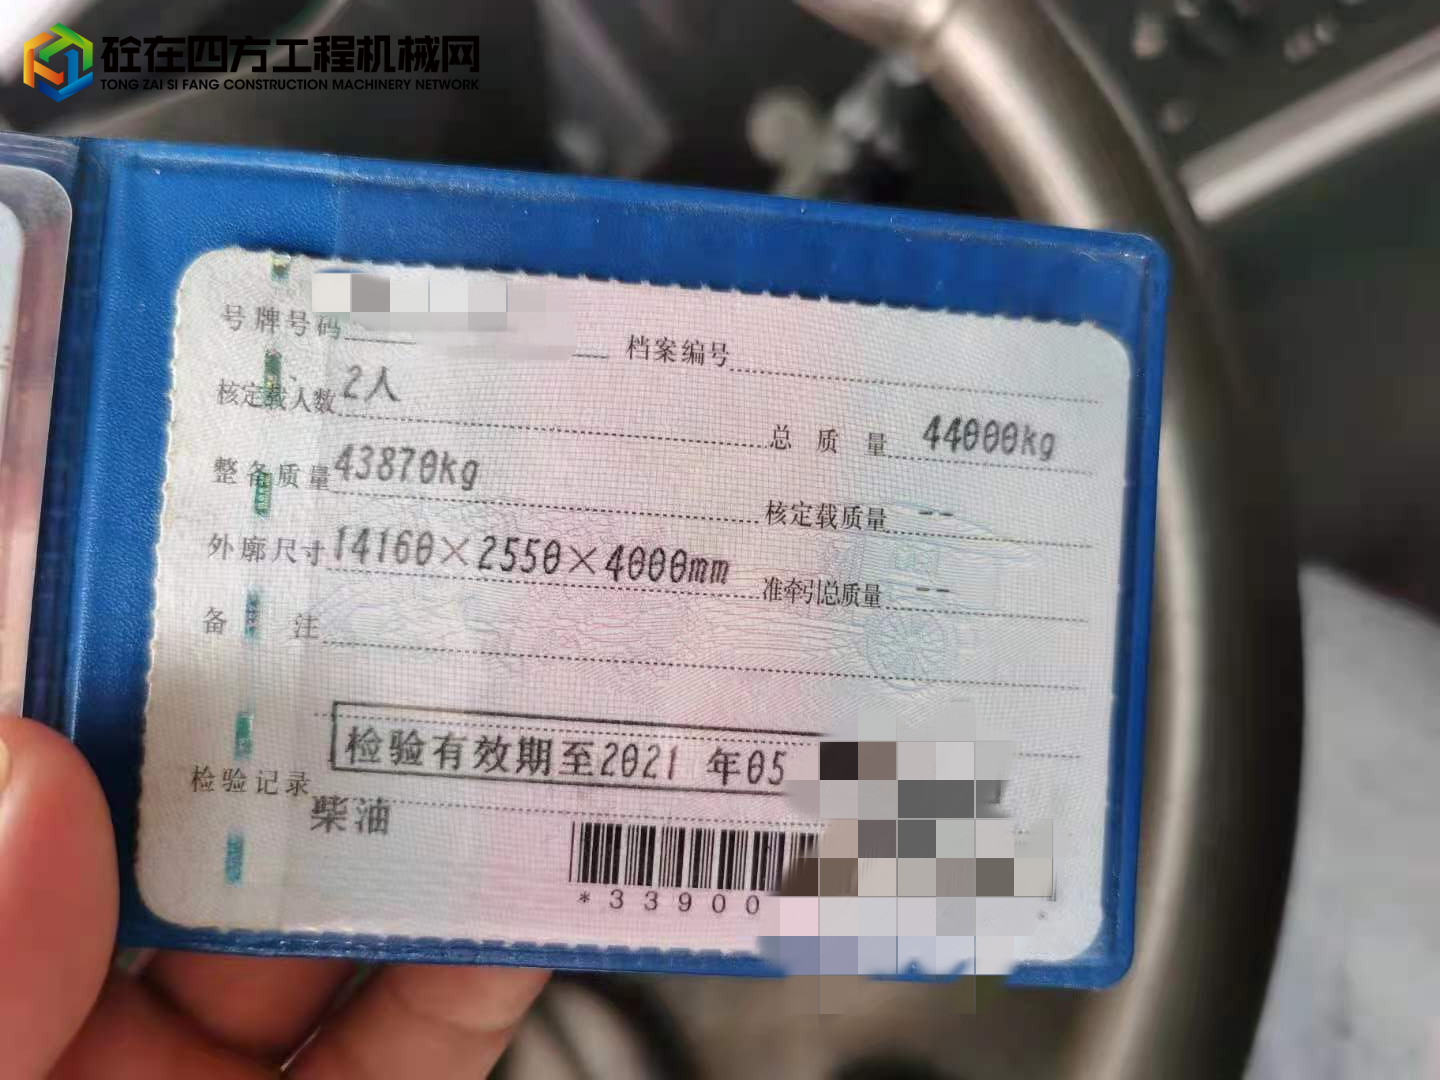 砼在四方工程机械网
TONG ZAI SI FANG CONSTRUCTION MACHINERY NETWORK
号牌号码 档案编号
核定载人数 2人 总质量 44000kg
整备质量 43870kg 核定载质量 --
外廓尺寸 14160×2550×4000mm 准牵引总质量 --
备注
检验记录 检验有效期至2021 年05
柴油
*33900